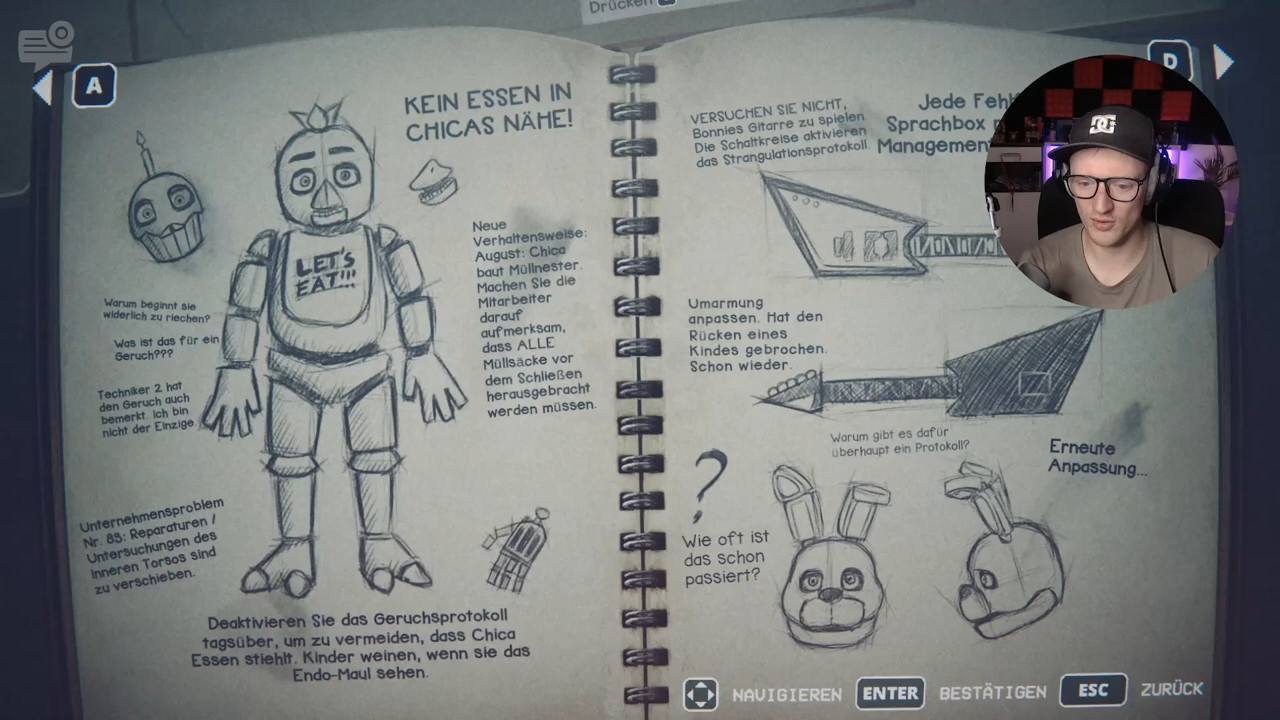 Drücken
A
D
KEIN ESSEN IN
CHICAS NÄHE!
LET'S
EAT!!!
Neue
Verhaltensweise:
August: Chica
baut Müllnester.
Machen Sie die
Mitarbeiter
darauf
aufmerksam,
dass ALLE
Müllsäcke vor
dem Schließen
herausgebracht
werden müssen.
Warum beginnt sie
widerlich zu riechen?
Was ist das für ein
Geruch???
Techniker 2 hat
den Geruch auch
bemerkt. Ich bin
nicht der Einzige.
Unternehmensproblem
Nr. 85: Reparaturen /
Untersuchungen des
inneren Torsos sind
zu verschieben.
Deaktivieren Sie das Geruchsprotokoll
tagsüber, um zu vermeiden, dass Chica
Essen stiehlt. Kinder weinen, wenn sie das
Endo-Maul sehen.
VERSUCHEN SIE NICHT,
Bonnies Gitarre zu spielen.
Die Schaltkreise aktivieren
das Strangulationsprotokoll.
Jede
Sprachbox
Management
Umarmung
anpassen. Hat den
Rücken eines
Kindes gebrochen.
Schon wieder.
Warum gibt es dafür
überhaupt ein Protokoll?
Erneute
Anpassung...
?
Wie oft ist
das schon
passiert?
NAVIGIEREN
ENTER
BESTÄTIGEN
ESC
ZURÜCK